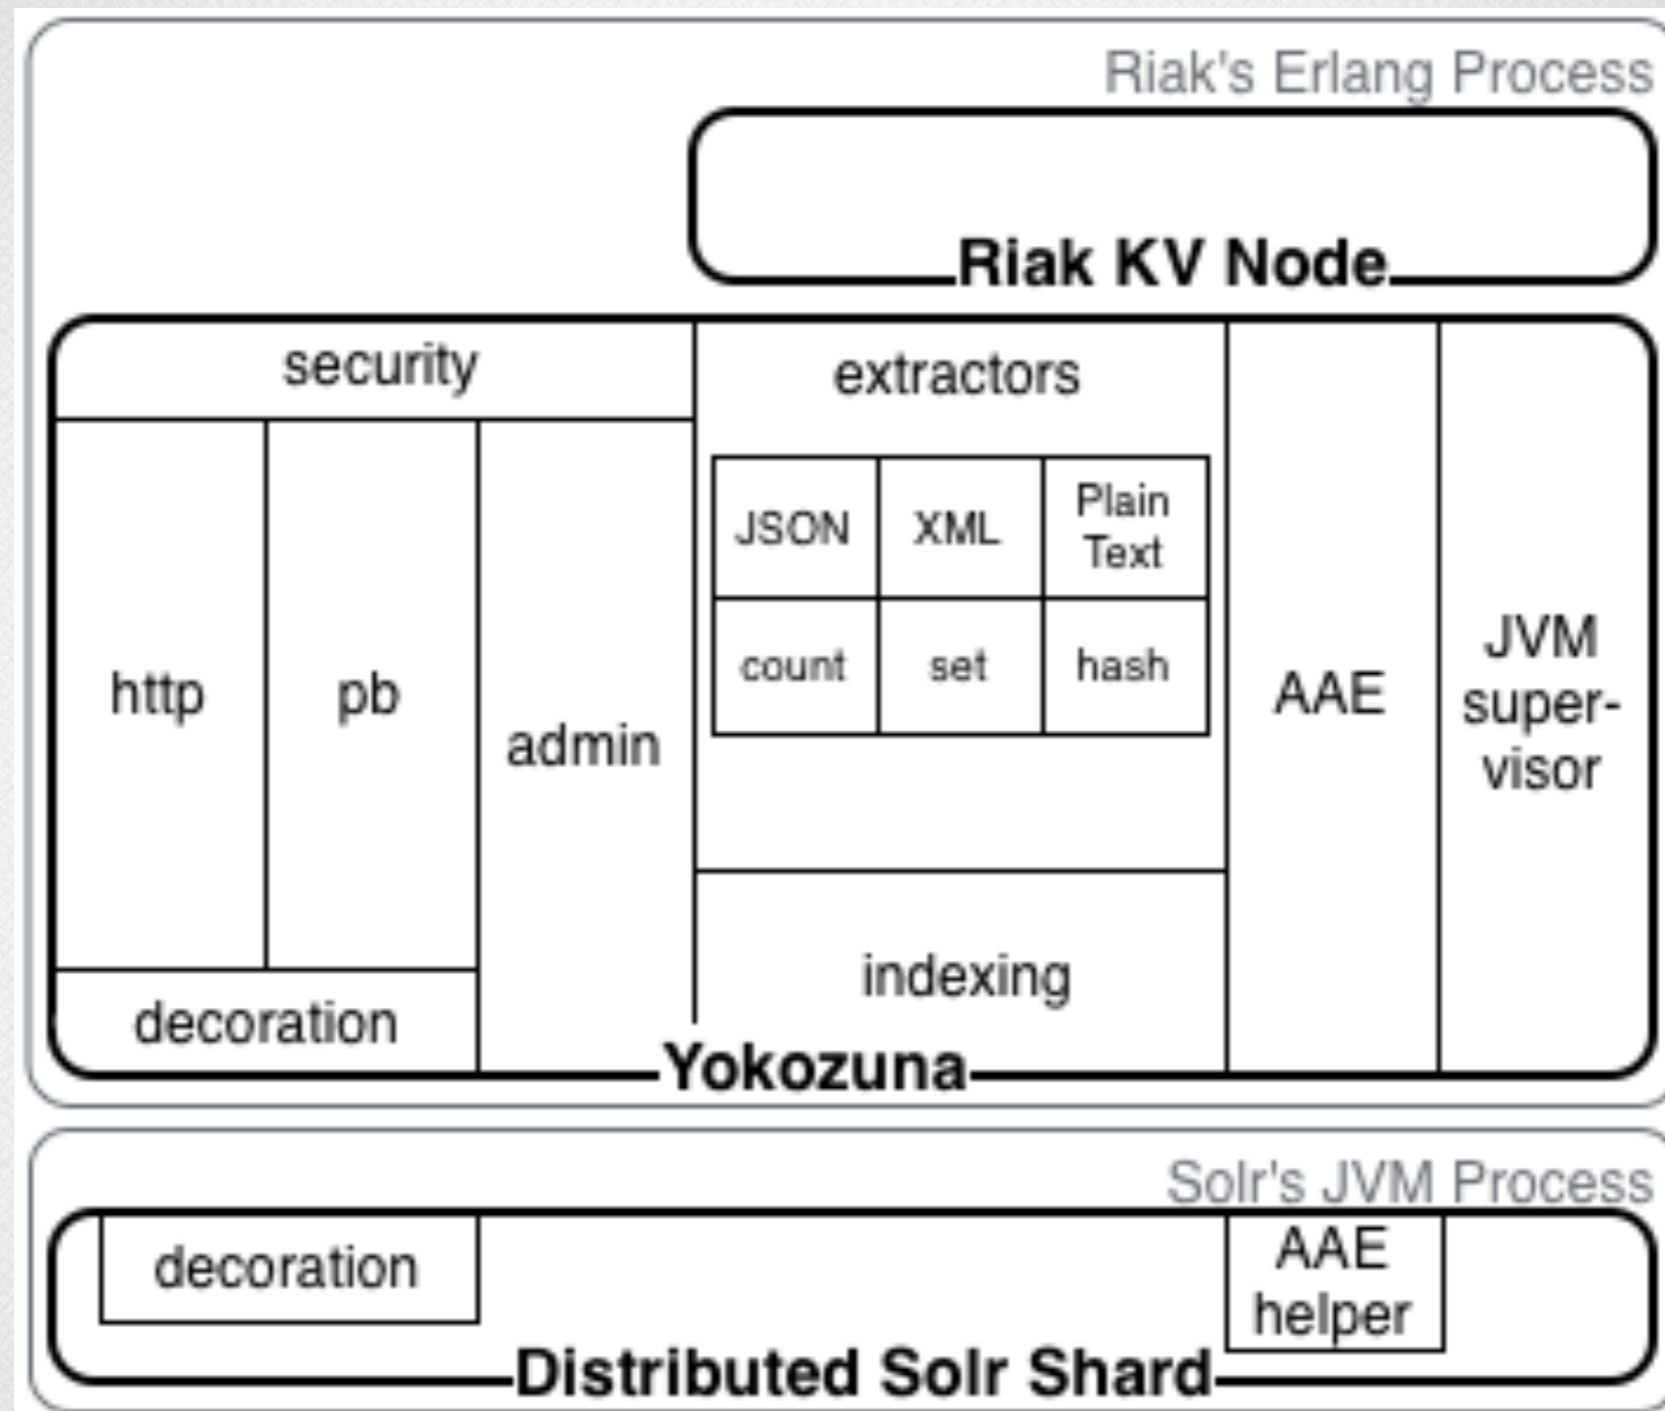 Riak's Erlang Process
Riak KV Node
security
extractors
JSON
XML
Plain
Text
http
pb
admin
count
set
hash
AAE
JVM
super-
visor
indexing
decoration
Yokozuna
Solr's JVM Process
decoration
AAE
helper
Distributed Solr Shard